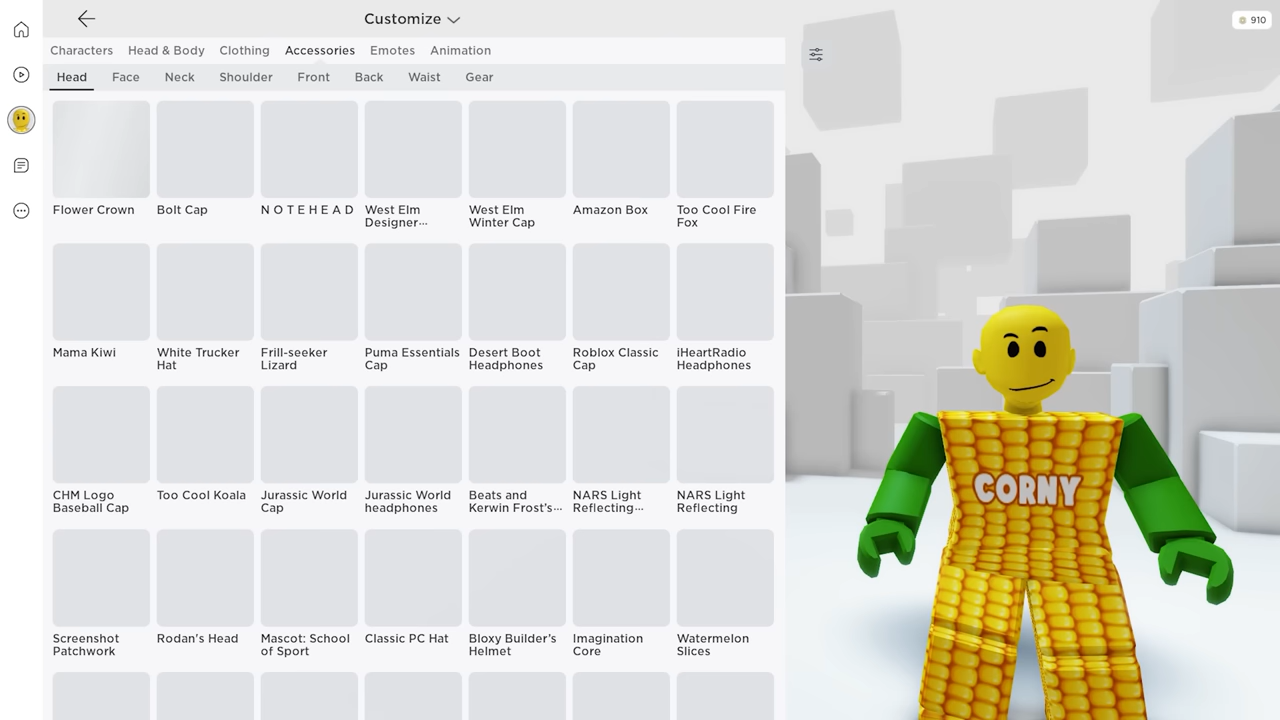 Customize
910
Characters Head & Body Clothing Accessories Emotes Animation
Head Face Neck Shoulder Front Back Waist Gear
Flower Crown
Bolt Cap
N O T E H E A D
West Elm
Designer···
West Elm
Winter Cap
Amazon Box
Too Cool Fire
Fox
Mama Kiwi
White Trucker
Hat
Frill-seeker
Lizard
Puma Essentials
Cap
Desert Boot
Headphones
Roblox Classic
Cap
iHeartRadio
Headphones
CHM Logo
Baseball Cap
Too Cool Koala
Jurassic World
Cap
Jurassic World
headphones
Beats and
Kerwin Frost's···
NARS Light
Reflecting···
NARS Light
Reflecting
Screenshot
Patchwork
Rodan's Head
Mascot: School
of Sport
Classic PC Hat
Bloxy Builder's
Helmet
Imagination
Core
Watermelon
Slices
CORNY